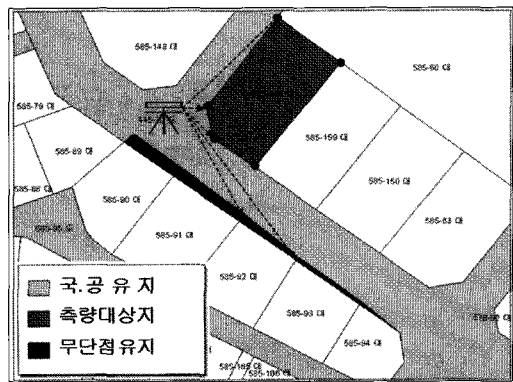 585-148 대
585-60 대
585-79 대
585-89 대
585-159 대
585-90 대
585-150 대
585-91 대
585-63 대
585-92 대
585-93 대
585-94 대
국.공 유 지
측량대상지
무단점유지